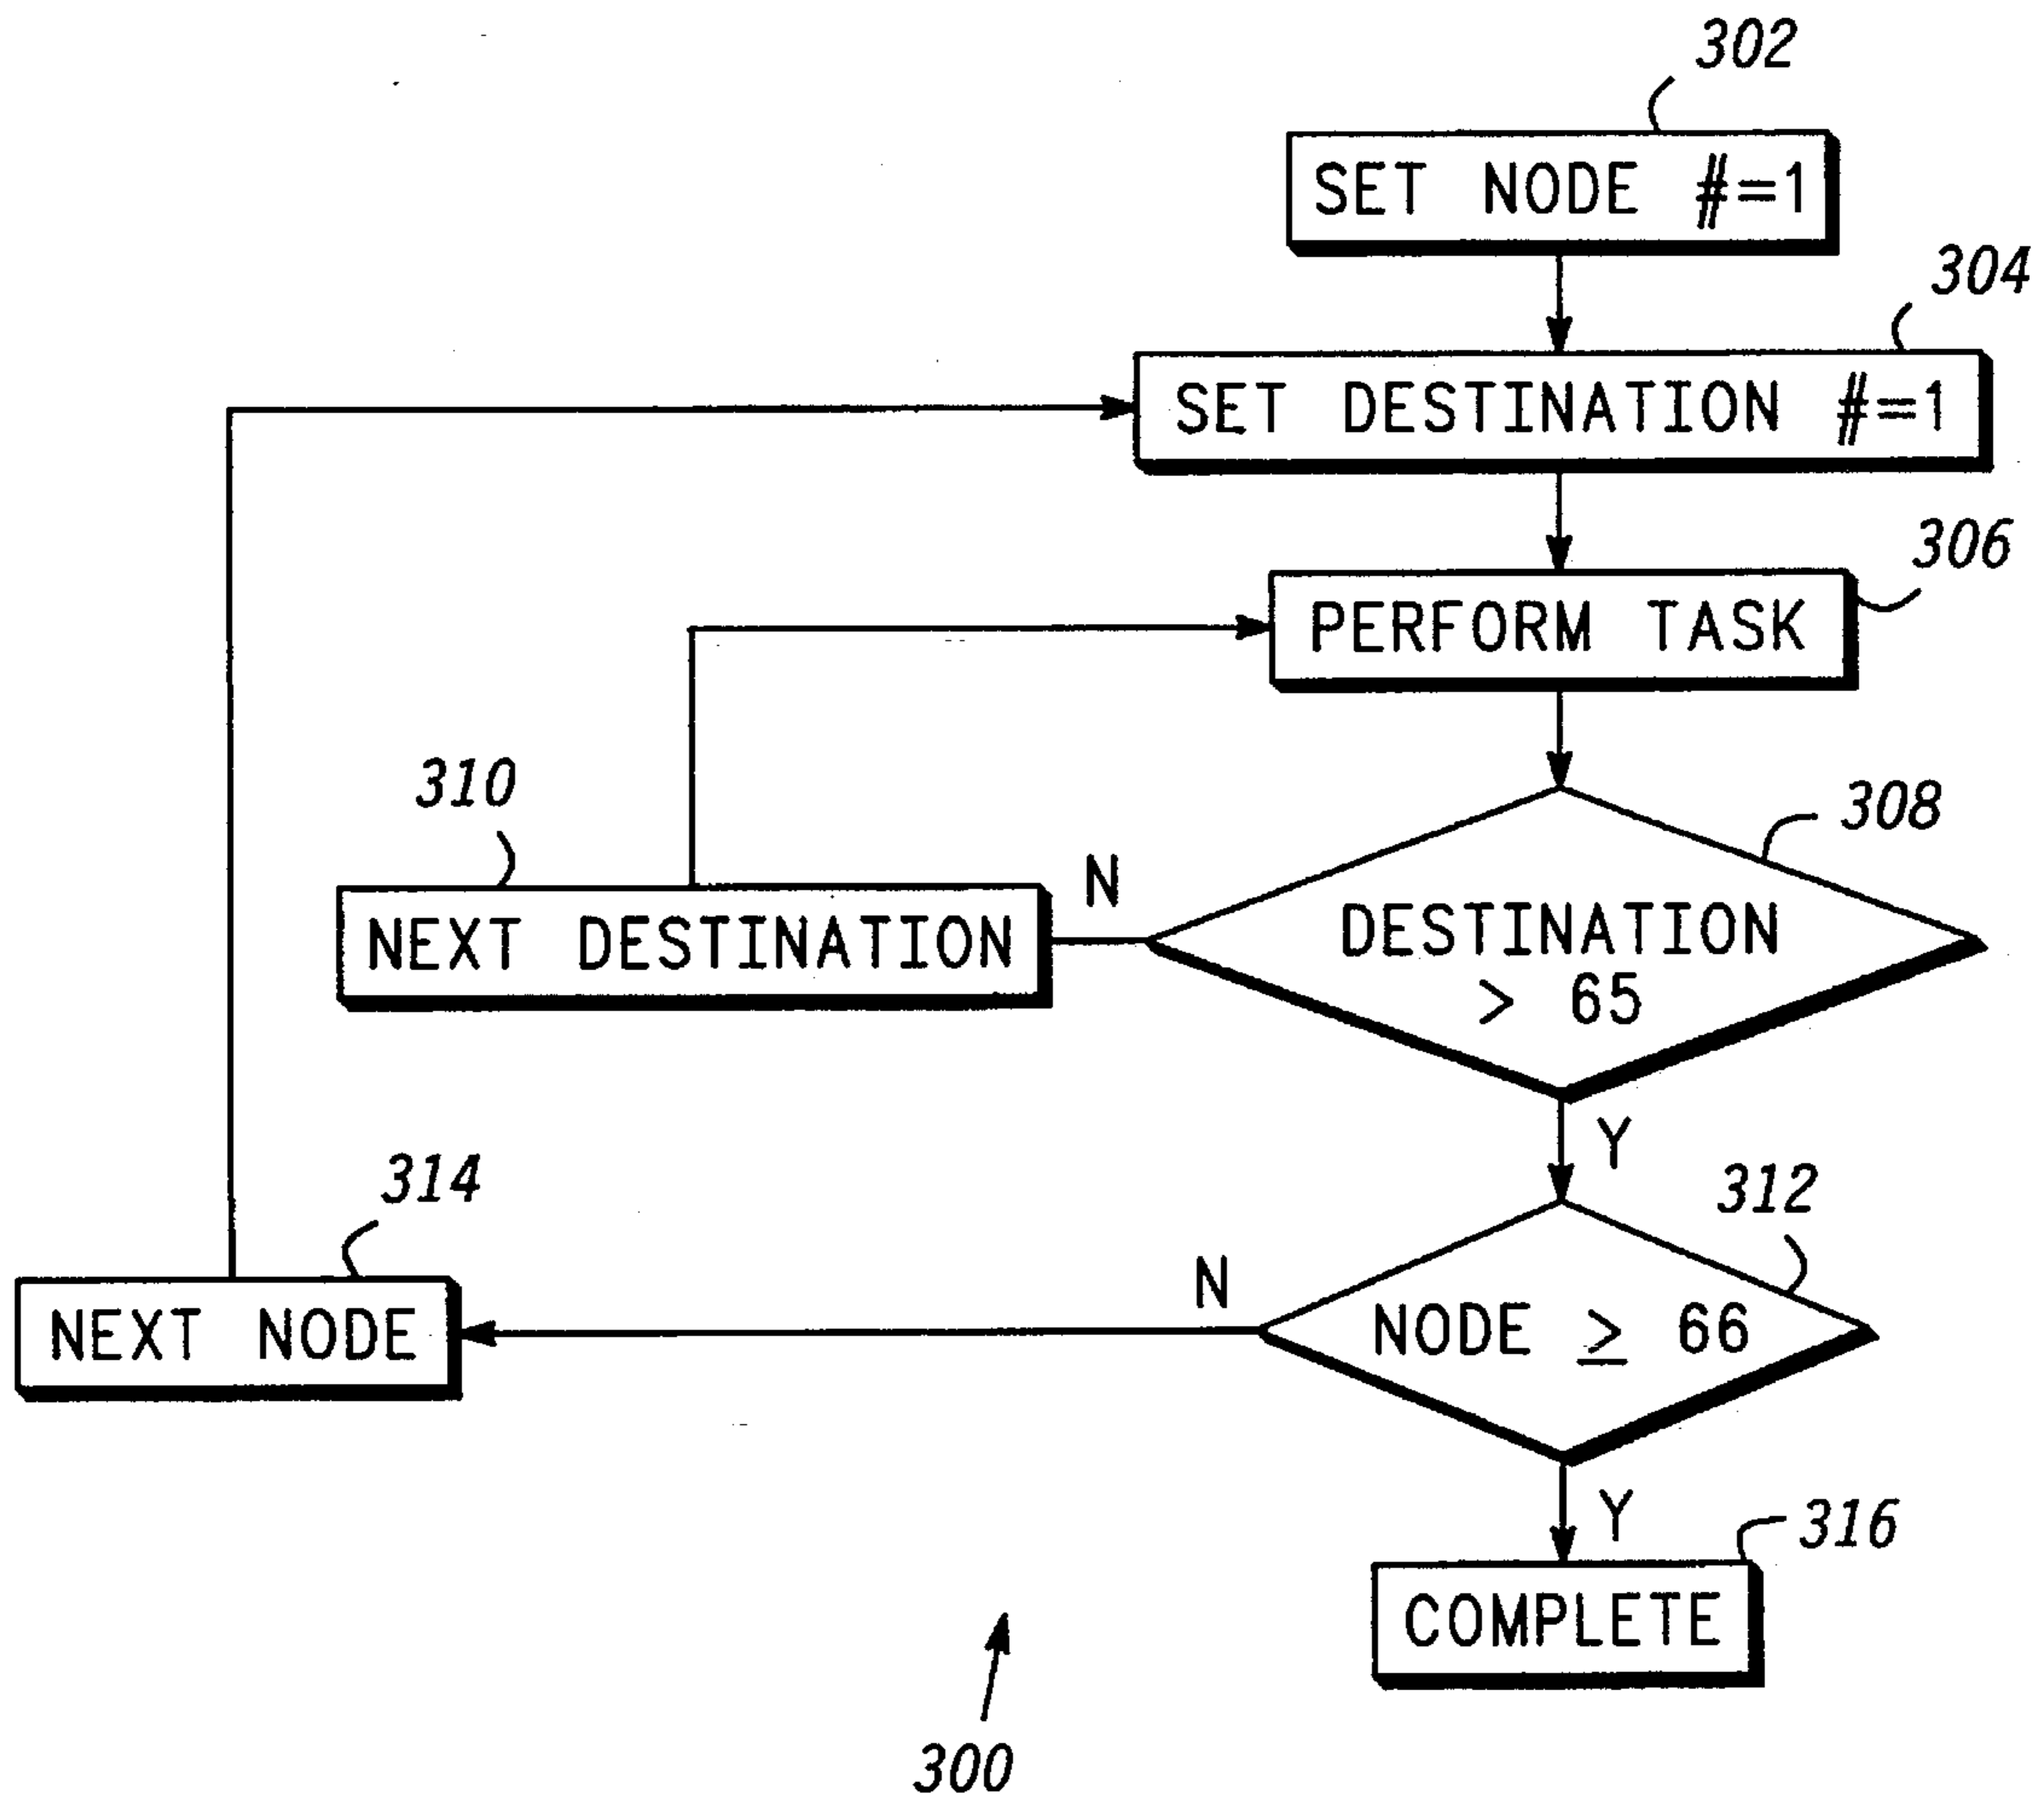 302
SET NODE #=1
304
SET DESTINATION #=1
306
PERFORM TASK
310
308
N
NEXT DESTINATION
DESTINATION
> 65
Y
314
312
N
NEXT NODE
NODE ≥ 66
Y
316
COMPLETE
300